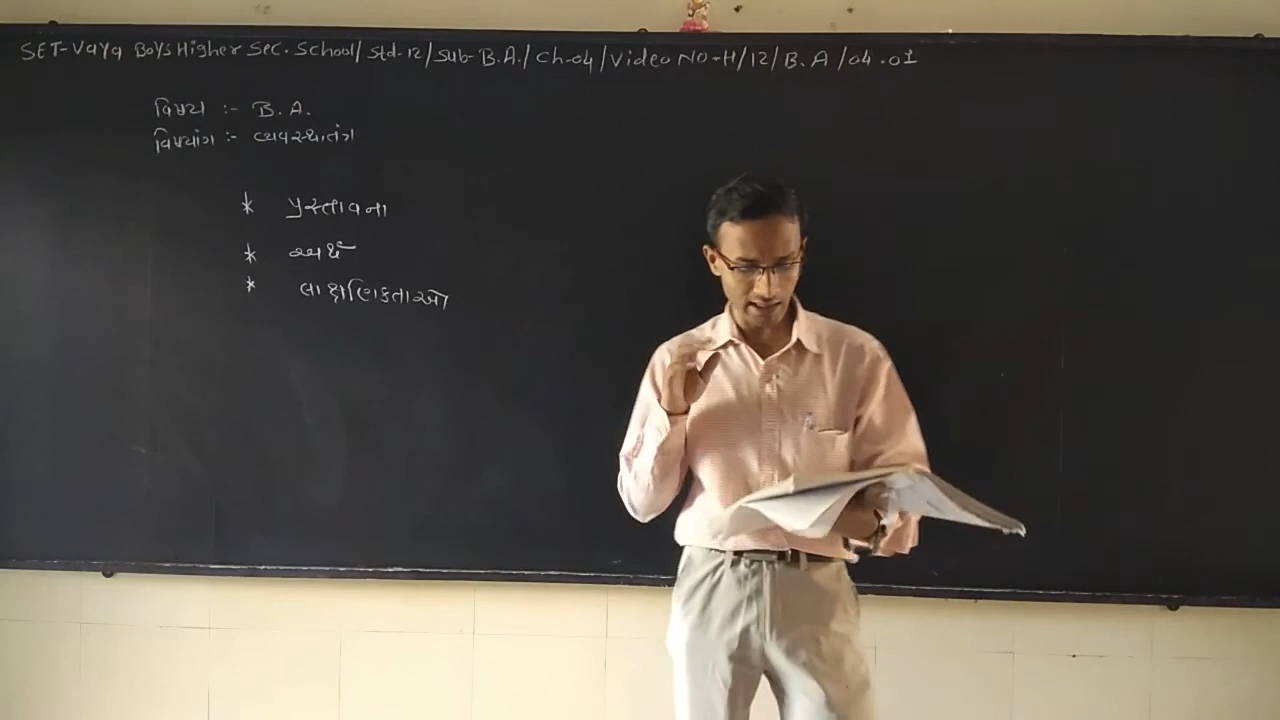 SET-Vaya Boys Higher Sec. School/ Std-12/ Sub-B.A./ Ch-04/ Video NO-H/12/ B.A /04.01
વિષય :- B.A.
વિષયાંગ :- વ્યવસ્થાતંત્ર
* પ્રસ્તાવના
* અર્થ
* લાક્ષણિકતાઓ